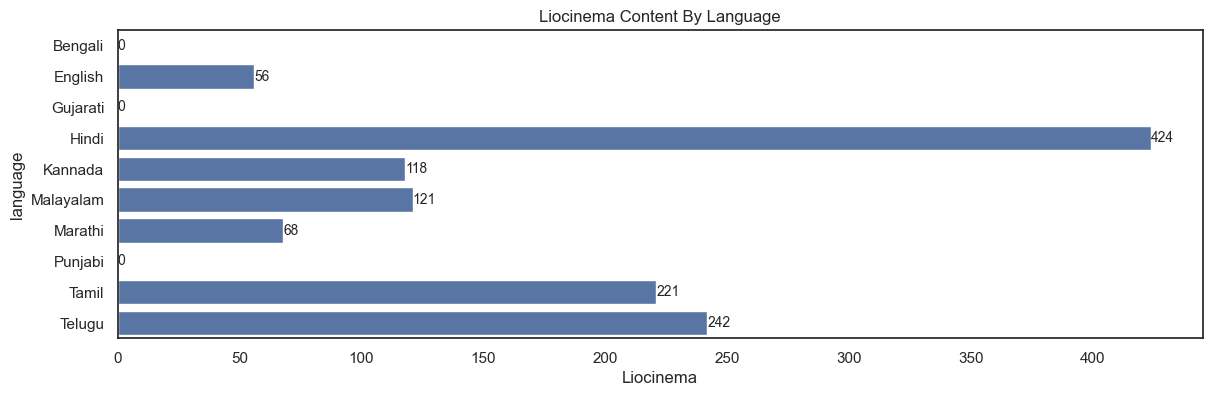 Liocinema Content By Language
language
Bengali 0
English 56
Gujarati 0
Hindi 424
Kannada 118
Malayalam 121
Marathi 68
Punjabi 0
Tamil 221
Telugu 242
0 50 100 150 200 250 300 350 400
Liocinema